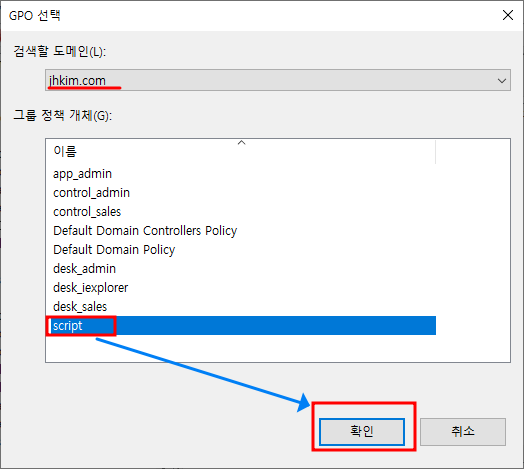 GPO 선택
검색할 도메인(L):
jhkim.com
그룹 정책 개체(G):
이름
app_admin
control_admin
control_sales
Default Domain Controllers Policy
Default Domain Policy
desk_admin
desk_iexplorer
desk_sales
script
확인
취소